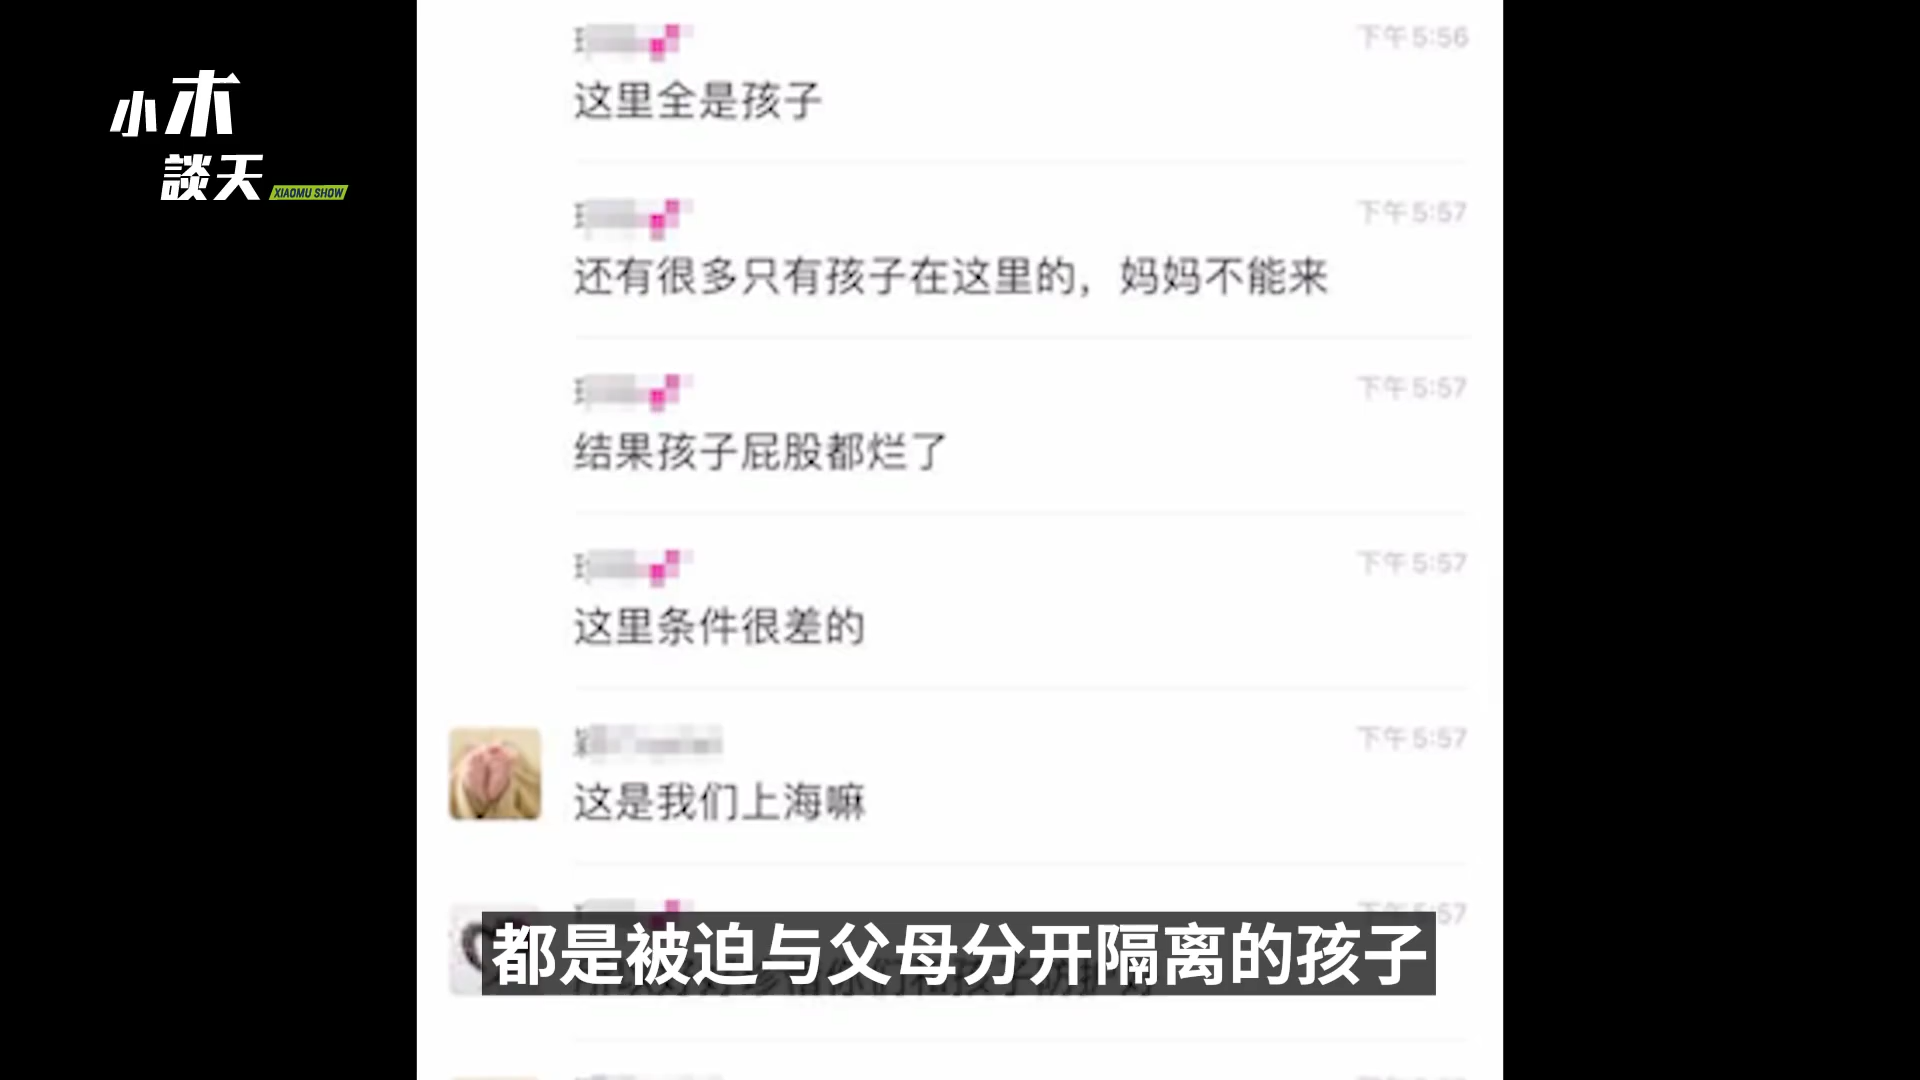 小木
談天
XIAOMU SHOW
下午5:56
这里全是孩子
下午5:57
还有很多只有孩子在这里的，妈妈不能来
下午5:57
结果孩子屁股都烂了
下午5:57
这里条件很差的
下午5:57
这是我们上海嘛
都是被迫与父母分开隔离的孩子